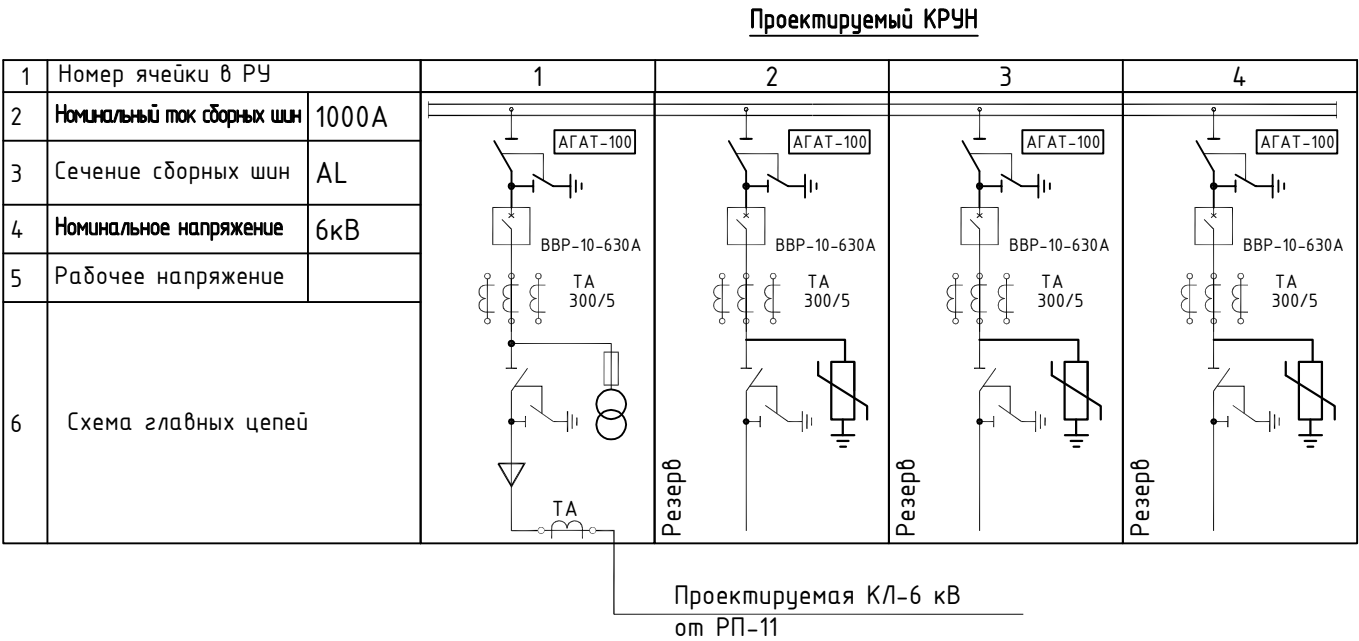 Проектируемый КРУН
1 Номер ячейки в РУ 1 2 3 4
2 Номинальный ток сборных шин 1000А
3 Сечение сборных шин AL
4 Номинальное напряжение 6кВ
5 Рабочее напряжение
6 Схема главных цепей
АГАТ-100 АГАТ-100 АГАТ-100 АГАТ-100
ВВР-10-630А ВВР-10-630А ВВР-10-630А ВВР-10-630А
ТА ТА ТА ТА
300/5 300/5 300/5 300/5
Резерв Резерв Резерв
ТА
Проектируемая КЛ-6 кВ
от РП-11